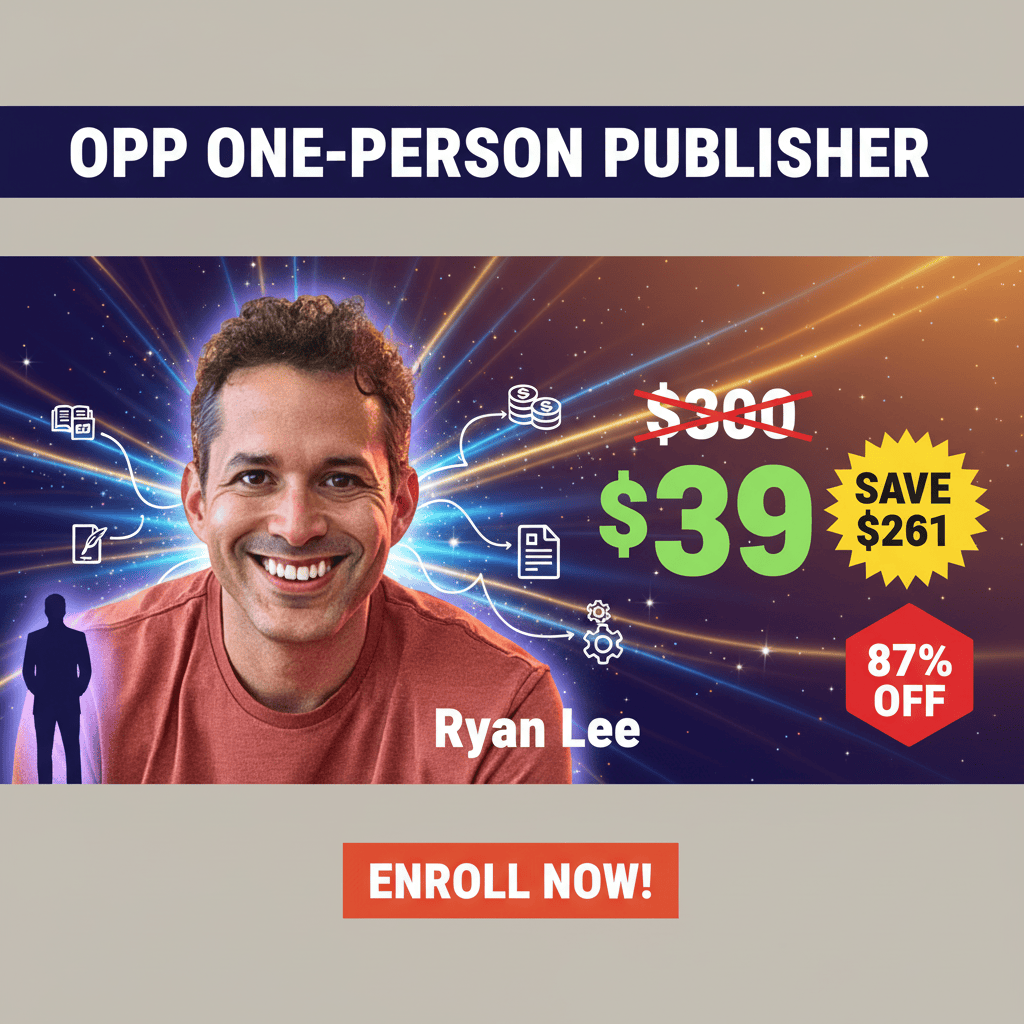 OPP ONE-PERSON PUBLISHER
$300
$39
SAVE
$261
87%
OFF
Ryan Lee
ENROLL NOW!